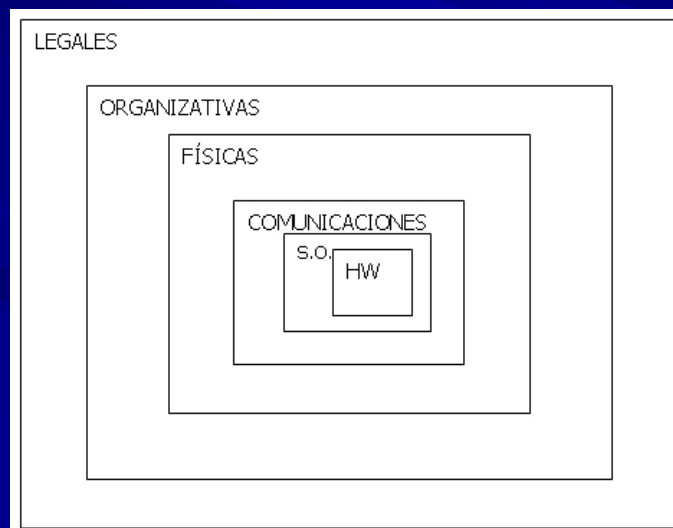 LEGALES
ORGANIZATIVAS
FÍSICAS
COMUNICACIONES
S.O.
HW